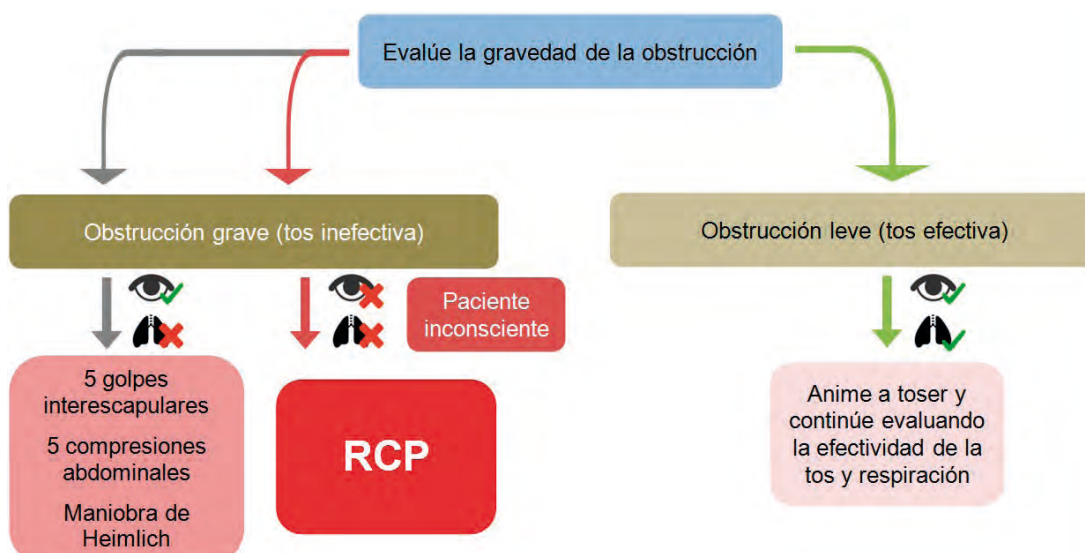 Evalúe la gravedad de la obstrucción
Obstrucción grave (tos inefectiva)
Obstrucción leve (tos efectiva)
Paciente
inconsciente
5 golpes
interescapulares
5 compresiones
abdominales
Maniobra de
Heimlich
RCP
Anime a toser y
continúe evaluando
la efectividad de la
tos y respiración